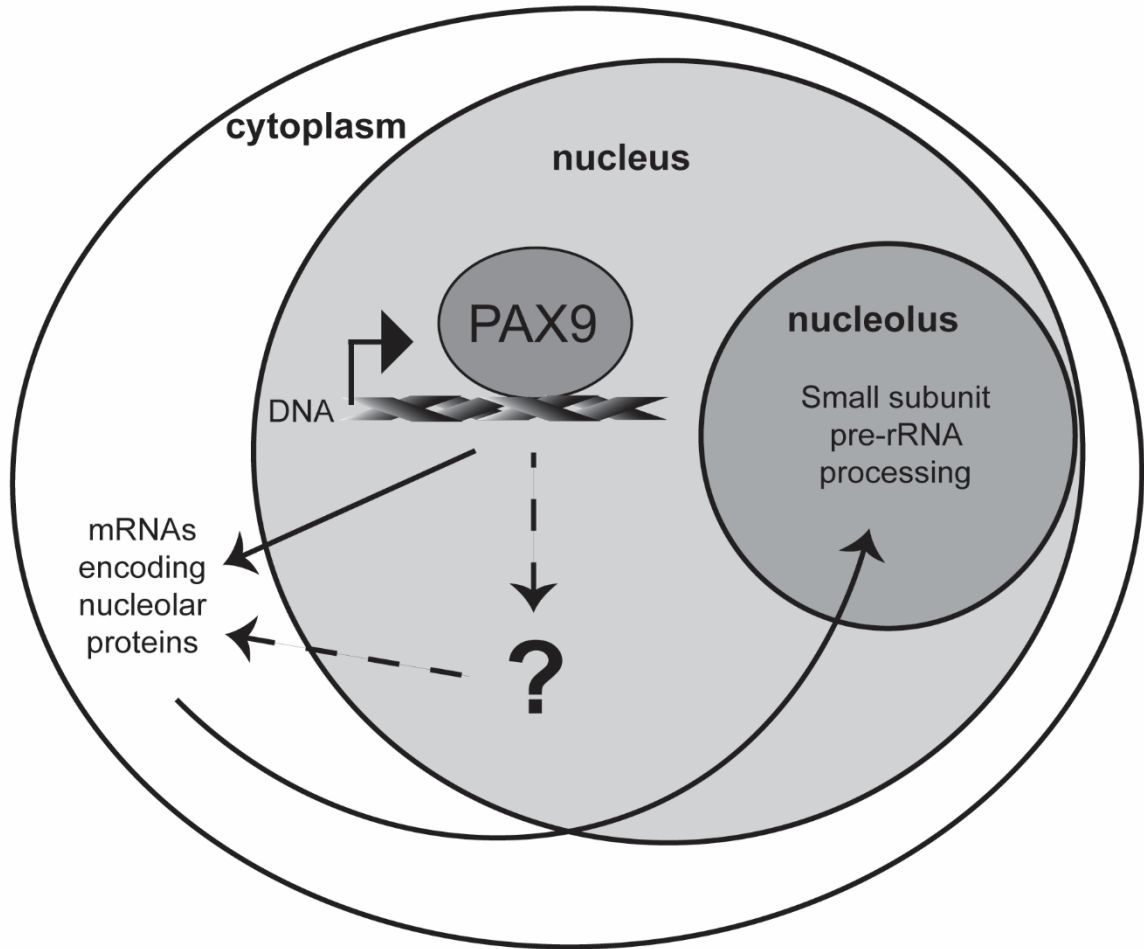 cytoplasm
nucleus
PAX9
DNA
nucleolus
Small subunit
pre-rRNA
processing
mRNAs
encoding
nucleolar
proteins
?